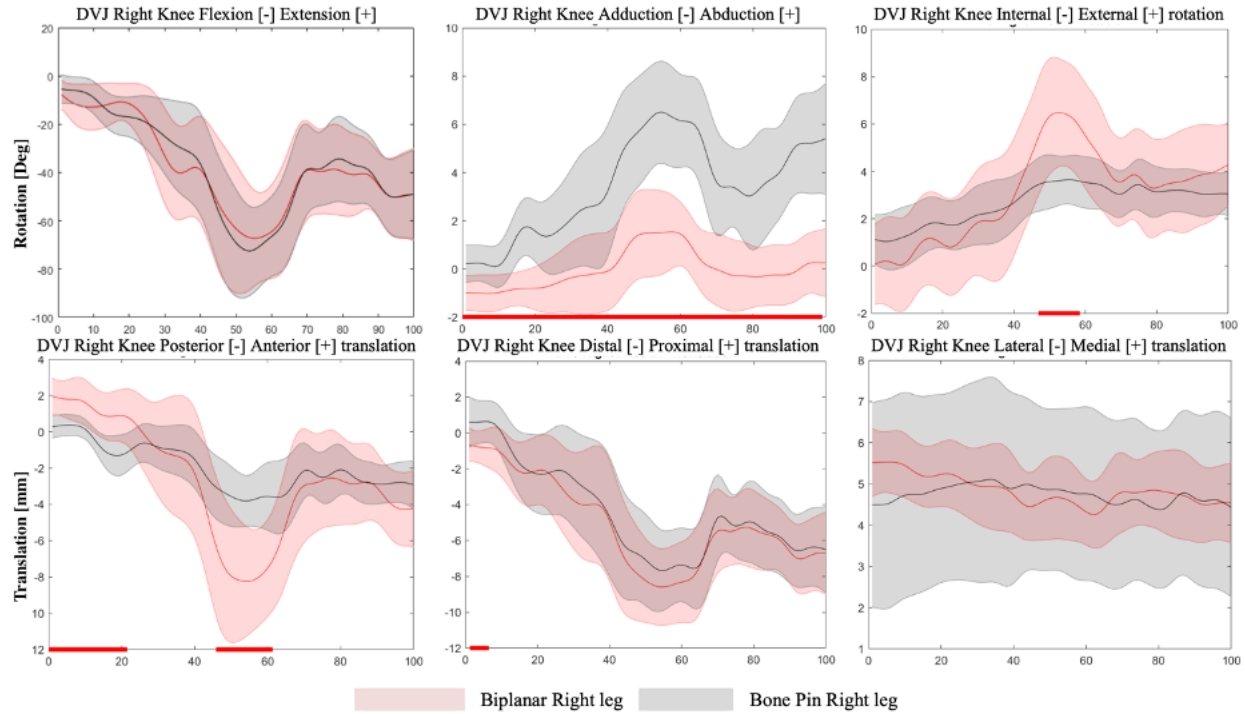 DVJ Right Knee Flexion [-] Extension [+]
DVJ Right Knee Adduction [-] Abduction [+]
DVJ Right Knee Internal [-] External [+] rotation
Rotation [Deg]
20
0
-20
-40
-60
-80
-100
0 10 20 30 40 50 60 70 80 90 100
10
8
6
4
2
0
-2
0 20 40 60 80 100
10
8
6
4
2
0
-2
0 20 40 60 80 100
DVJ Right Knee Posterior [-] Anterior [+] translation
DVJ Right Knee Distal [-] Proximal [+] translation
DVJ Right Knee Lateral [-] Medial [+] translation
Translation [mm]
4
2
0
-2
-4
-6
-8
10
12
0 20 40 60 80 100
4
2
0
-2
-4
-6
-8
-10
-12
0 20 40 60 80 100
8
7
6
5
4
3
2
1
0 20 40 60 80 100
Biplanar Right leg
Bone Pin Right leg